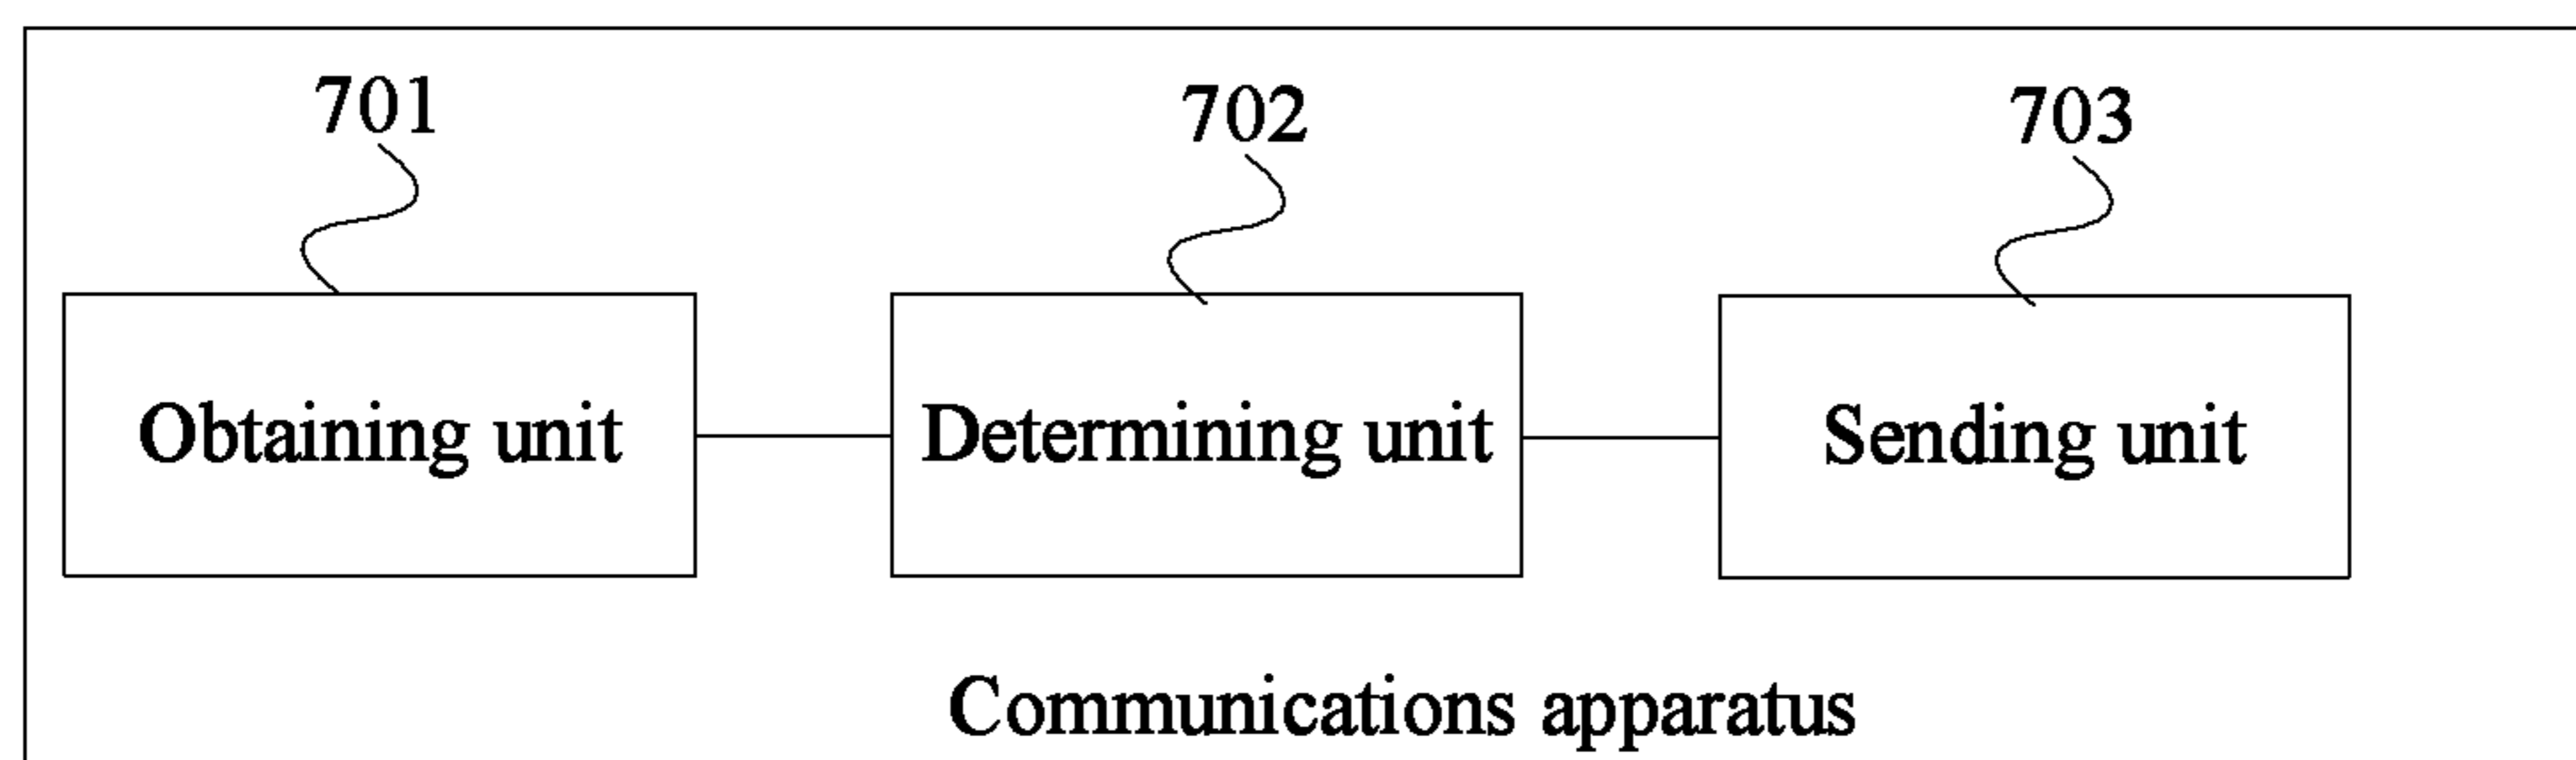 701 702 703
Obtaining unit Determining unit Sending unit
Communications apparatus